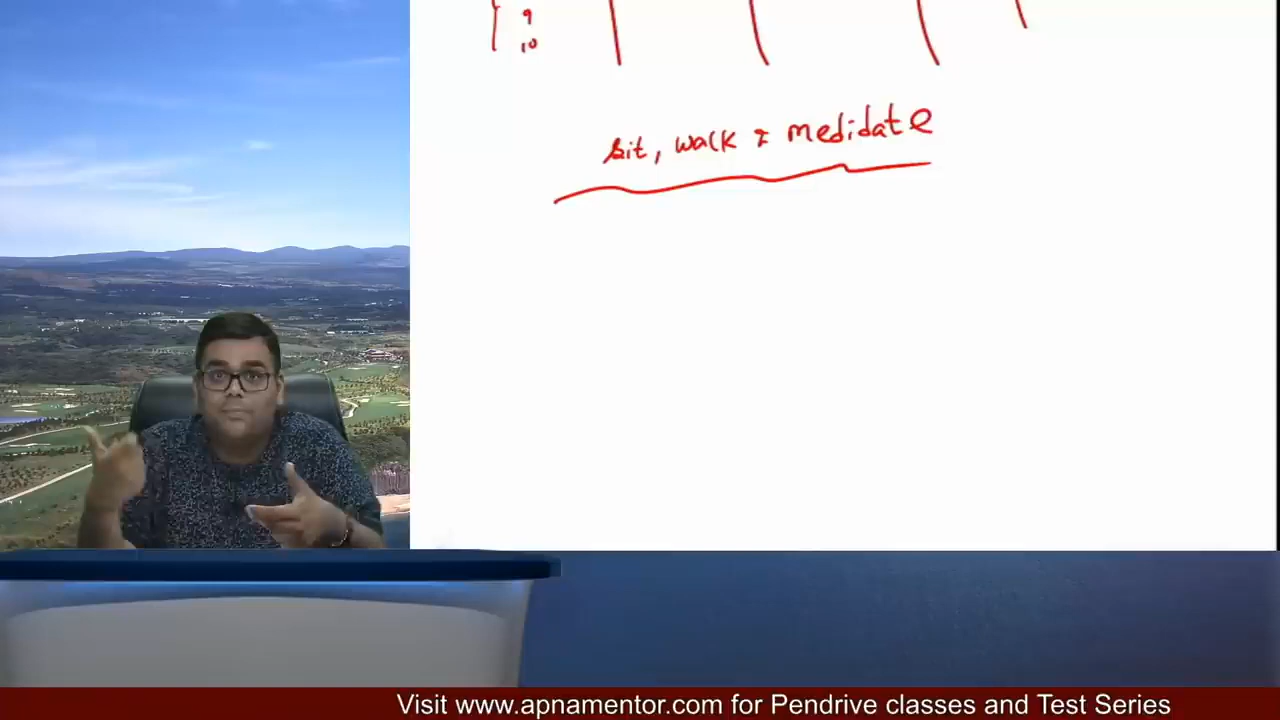 9
10
sit, walk & medidate
Visit www.apnamentor.com for Pendrive classes and Test Series